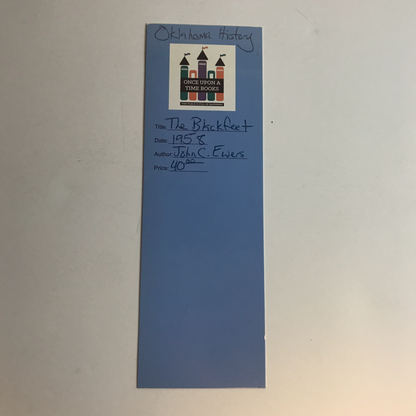 Oklahoma History
ONCE UPON A
TIME BOOKS
Title: The Blackfeet
Date: 1958
Author: John C. Ewers
Price: 40.00